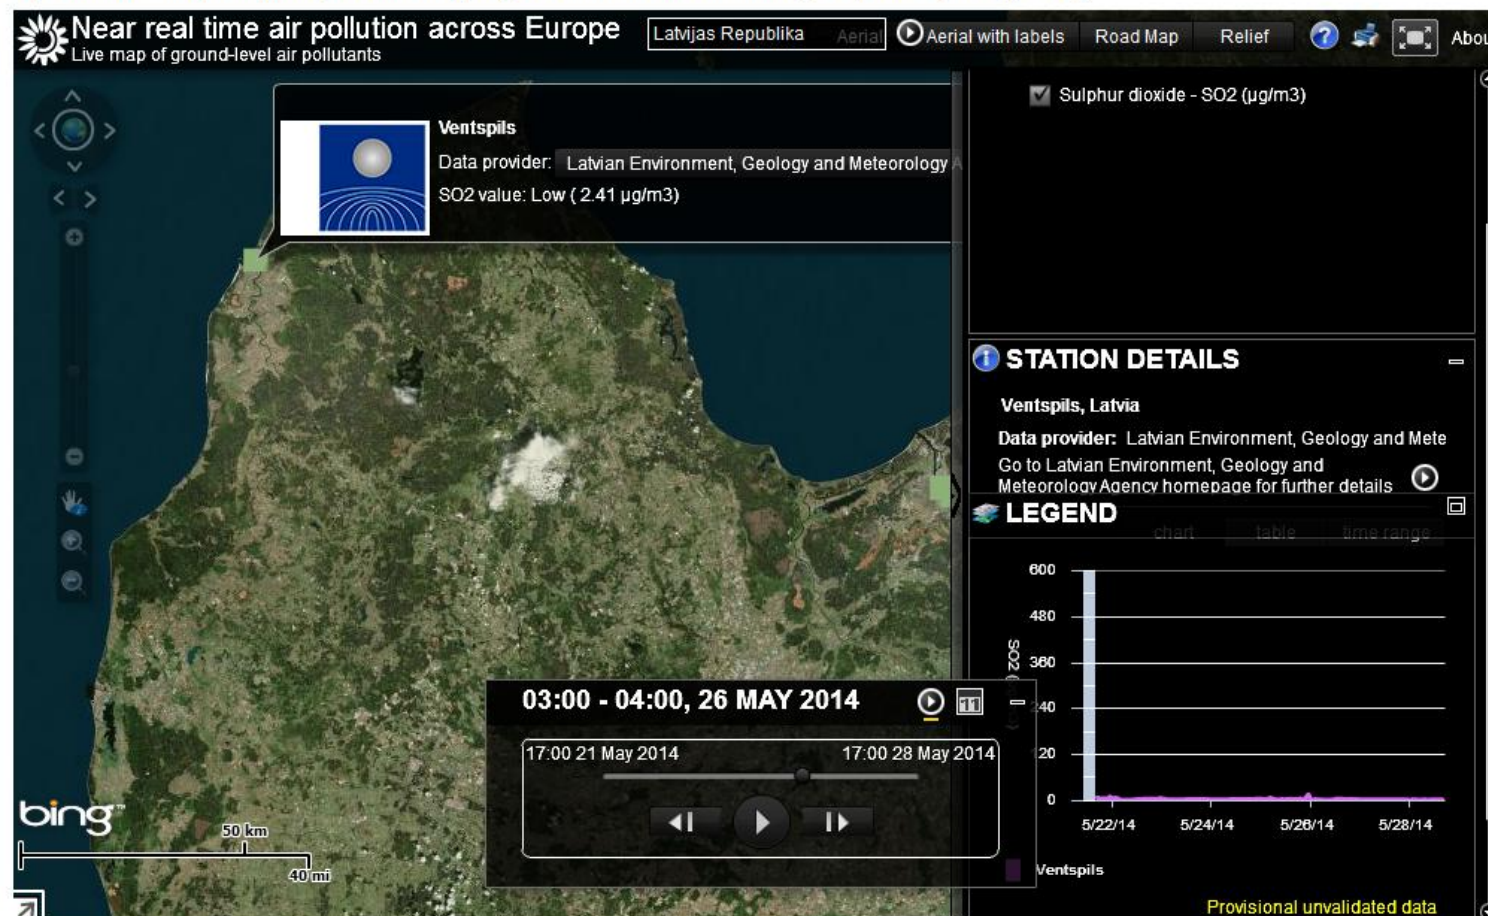 Near real time air pollution across Europe
Live map of ground-level air pollutants
Latvijas Republika
Aerial
Aerial with labels
Road Map
Relief
?
Abou
Sulphur dioxide - SO2 (µg/m3)
Ventspils
Data provider: Latvian Environment, Geology and Meteorology A
SO2 value: Low ( 2.41 µg/m3)
STATION DETAILS
Ventspils, Latvia
Data provider: Latvian Environment, Geology and Mete
Go to Latvian Environment, Geology and
Meteorology Agency homepage for further details
LEGEND
chart table time range
600
480
360
240
120
0
SO2
5/22/14 5/24/14 5/26/14 5/28/14
Ventspils
Provisional unvalidated data
03:00 - 04:00, 26 MAY 2014
11
17:00 21 May 2014 17:00 28 May 2014
bing™
50 km
40 mi